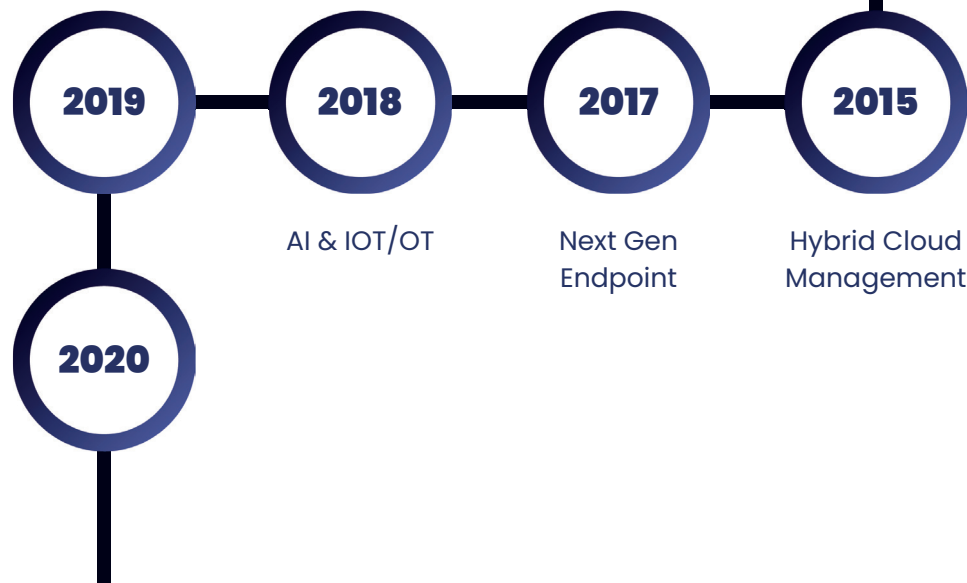 2019
2018
2017
2015
AI & IOT/OT
Next Gen
Endpoint
Hybrid Cloud
Management
2020